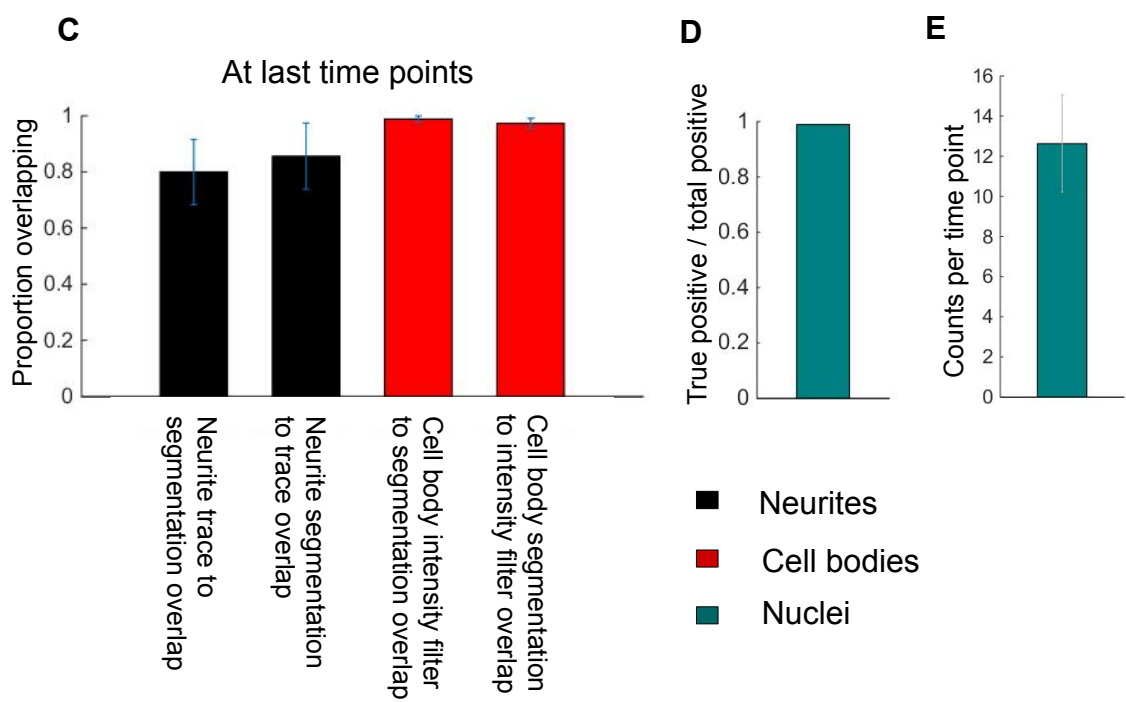 C
At last time points
Proportion overlapping
1
0.8
0.6
0.4
0.2
0
Neurite trace to
segmentation overlap
Neurite segmentation
to trace overlap
Cell body intensity filter
to segmentation overlap
Cell body segmentation
to intensity filter overlap
D
True positive / total positive
1
0.8
0.6
0.4
0.2
0
E
Counts per time point
16
14
12
10
8
6
4
2
0
Neurites
Cell bodies
Nuclei